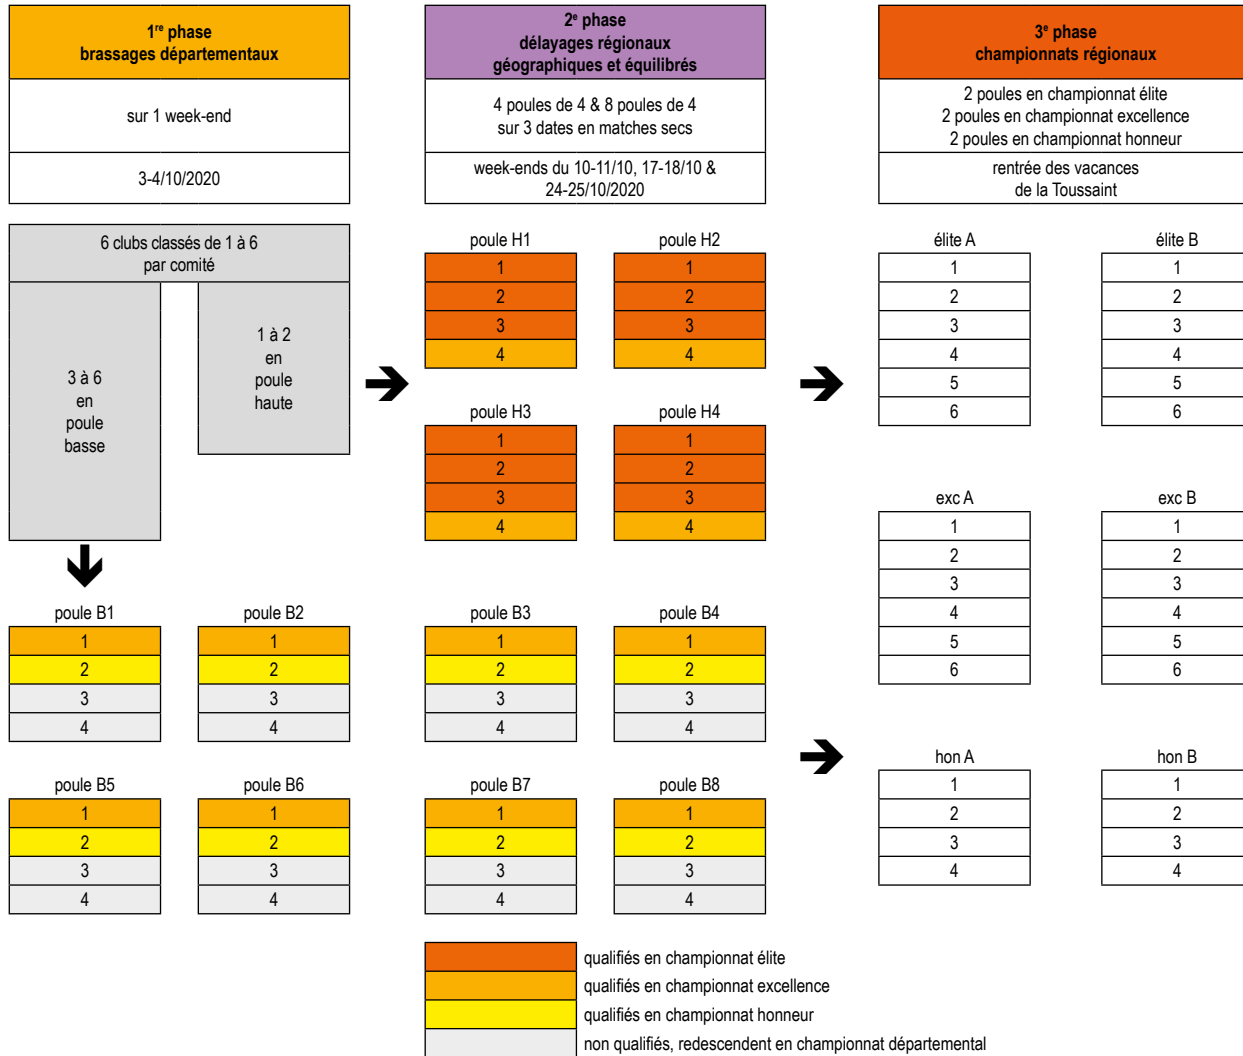 1re phase
brassages départementaux
sur 1 week-end
3-4/10/2020
2e phase
délayages régionaux
géographiques et équilibrés
4 poules de 4 & 8 poules de 4
sur 3 dates en matches secs
week-ends du 10-11/10, 17-18/10 &
24-25/10/2020
3e phase
championnats régionaux
2 poules en championnat élite
2 poules en championnat excellence
2 poules en championnat honneur
rentrée des vacances
de la Toussaint
6 clubs classés de 1 à 6
par comité
3 à 6
en
poule
basse
1 à 2
en
poule
haute
poule H1
1
2
3
4
poule H2
1
2
3
4
poule H3
1
2
3
4
poule H4
1
2
3
4
élite A
1
2
3
4
5
6
élite B
1
2
3
4
5
6
exc A
1
2
3
4
5
6
exc B
1
2
3
4
5
6
poule B1
1
2
3
4
poule B2
1
2
3
4
poule B3
1
2
3
4
poule B4
1
2
3
4
poule B5
1
2
3
4
poule B6
1
2
3
4
poule B7
1
2
3
4
poule B8
1
2
3
4
hon A
1
2
3
4
hon B
1
2
3
4
qualifiés en championnat élite
qualifiés en championnat excellence
qualifiés en championnat honneur
non qualifiés, redescendent en championnat départemental